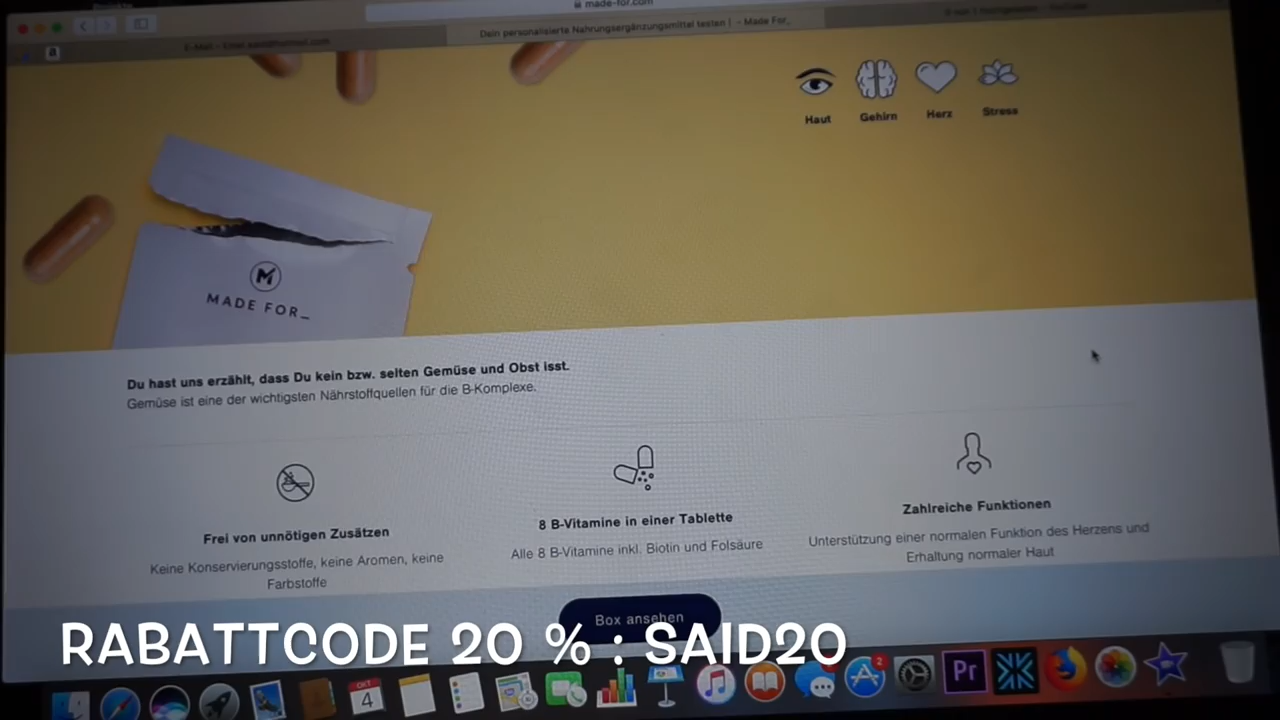 made-for.com
Dein personalisierte Nahrungsergänzungsmittel testen | - Made For_
Haut
Gehirn
Herz
Stress
MADE FOR_
Du hast uns erzählt, dass Du kein bzw. selten Gemüse und Obst isst.
Gemüse ist eine der wichtigsten Nährstoffquellen für die B-Komplexe.
Frei von unnötigen Zusätzen
Keine Konservierungsstoffe, keine Aromen, keine
Farbstoffe
8 B-Vitamine in einer Tablette
Alle 8 B-Vitamine inkl. Biotin und Folsäure
Zahlreiche Funktionen
Unterstützung einer normalen Funktion des Herzens und
Erhaltung normaler Haut
Box ansehen
RABATTCODE 20 % : SAID20
OCT
4
2
Pr